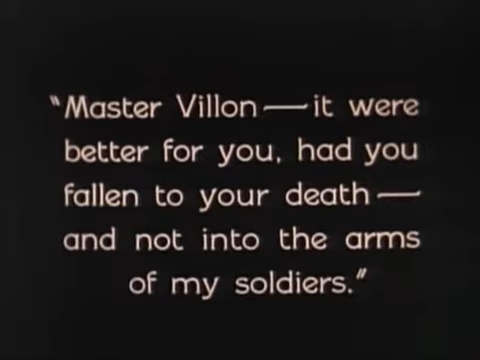 "Master Villon—it were
better for you, had you
fallen to your death—
and not into the arms
of my soldiers."